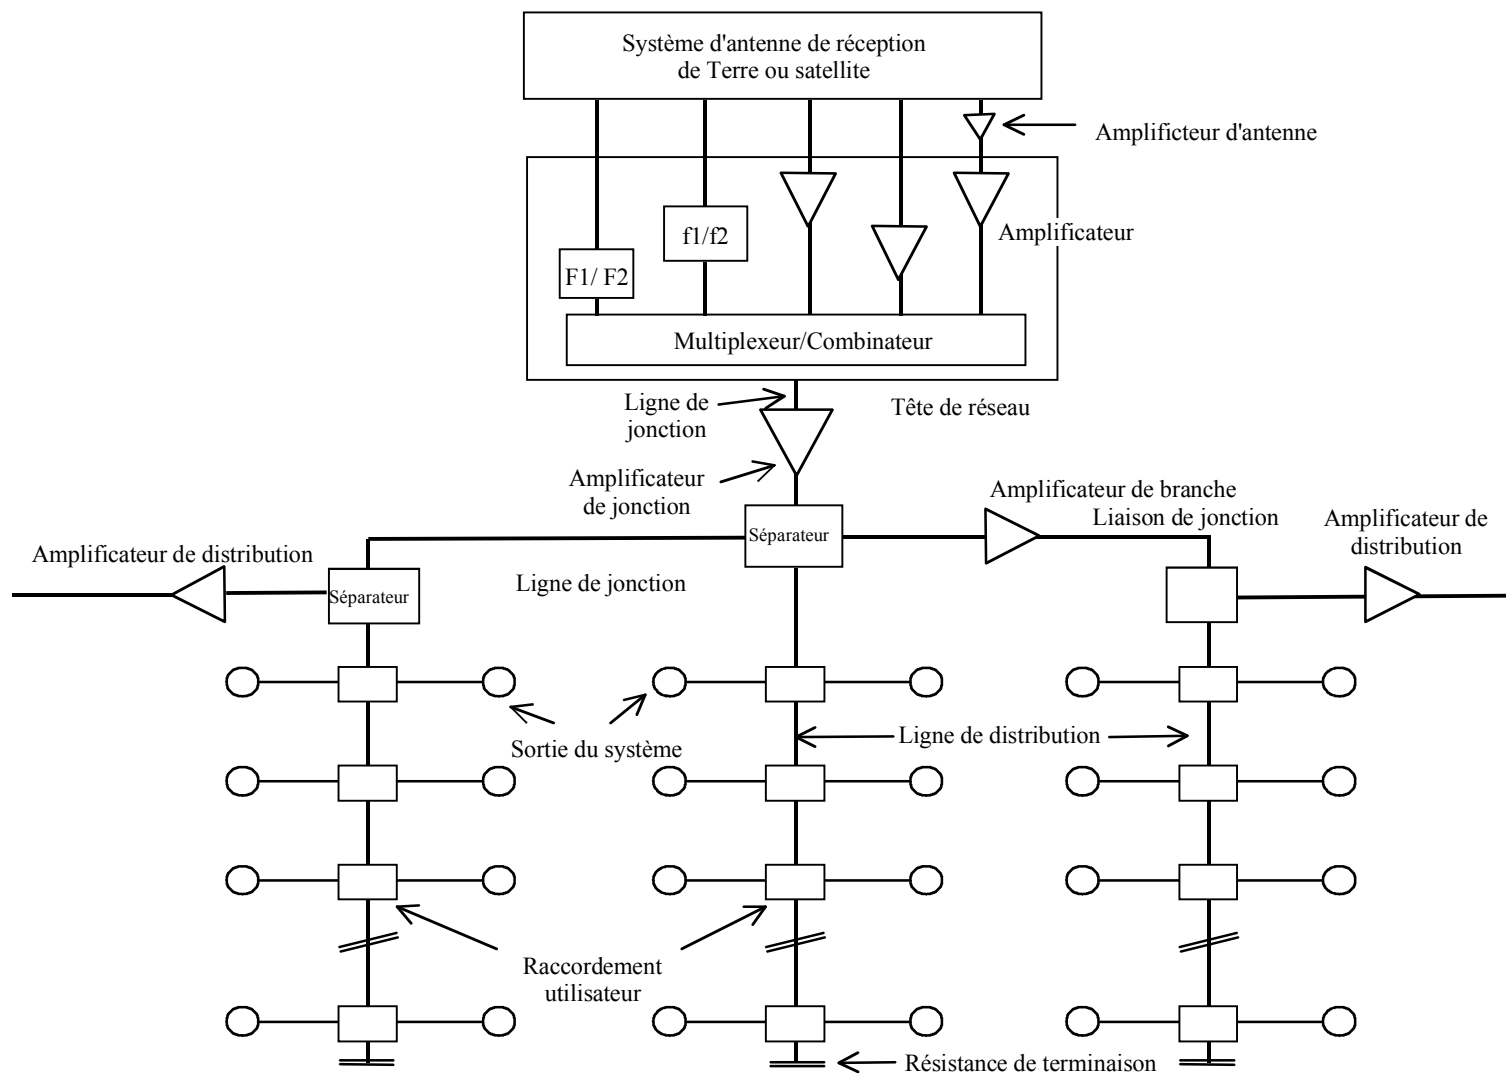 Système d'antenne de réception
de Terre ou satellite
Amplificteur d'antenne
f1/f2
Amplificateur
F1/ F2
Multiplexeur/Combinateur
Ligne de
jonction
Tête de réseau
Amplificateur
de jonction
Amplificateur de branche
Liaison de jonction
Amplificateur de
distribution
Séparateur
Amplificateur de distribution
Ligne de jonction
Séparateur
Sortie du système
Ligne de distribution
Raccordement
utilisateur
Résistance de terminaison